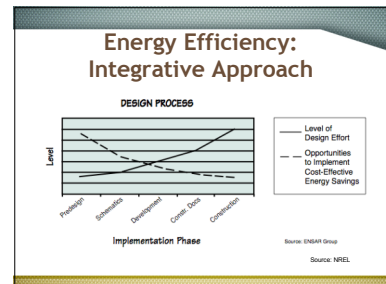 Energy Efficiency:
Integrative Approach
DESIGN PROCESS
Level
Predesign
Schematics
Development
Constr. Docs
Construction
Implementation Phase
Level of
Design Effort
Opportunities
to Implement
Cost-Effective
Energy Savings
Source: ENSAR Group
Source: NREL